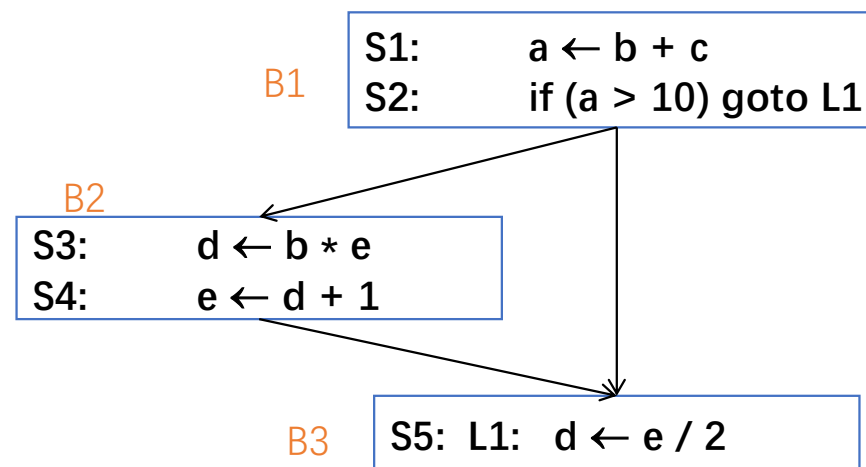 B1
S1: a ← b + c
S2: if (a > 10) goto L1
B2
S3: d ← b * e
S4: e ← d + 1
B3
S5: L1: d ← e / 2